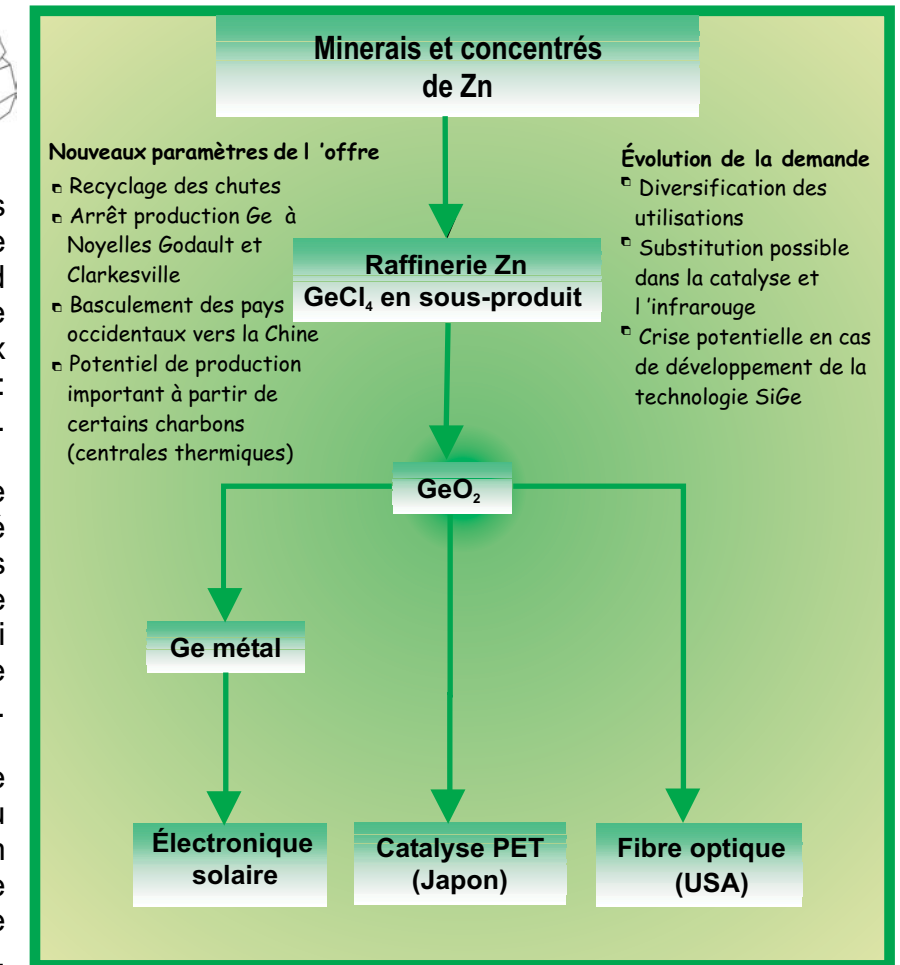 Minerais et concentrés
de Zn
Nouveaux paramètres de l 'offre
Recyclage des chutes
Arrêt production Ge à
Noyelles Godault et
Clarkesville
Basculement des pays
occidentaux vers la Chine
Potentiel de production
important à partir de
certains charbons
(centrales thermiques)
Évolution de la demande
Diversification des
utilisations
Substitution possible
dans la catalyse et
l 'infrarouge
Crise potentielle en cas
de développement de la
technologie SiGe
Raffinerie Zn
GeCl₄ en sous-produit
GeO₂
Ge métal
Électronique
solaire
Catalyse PET
(Japon)
Fibre optique
(USA)